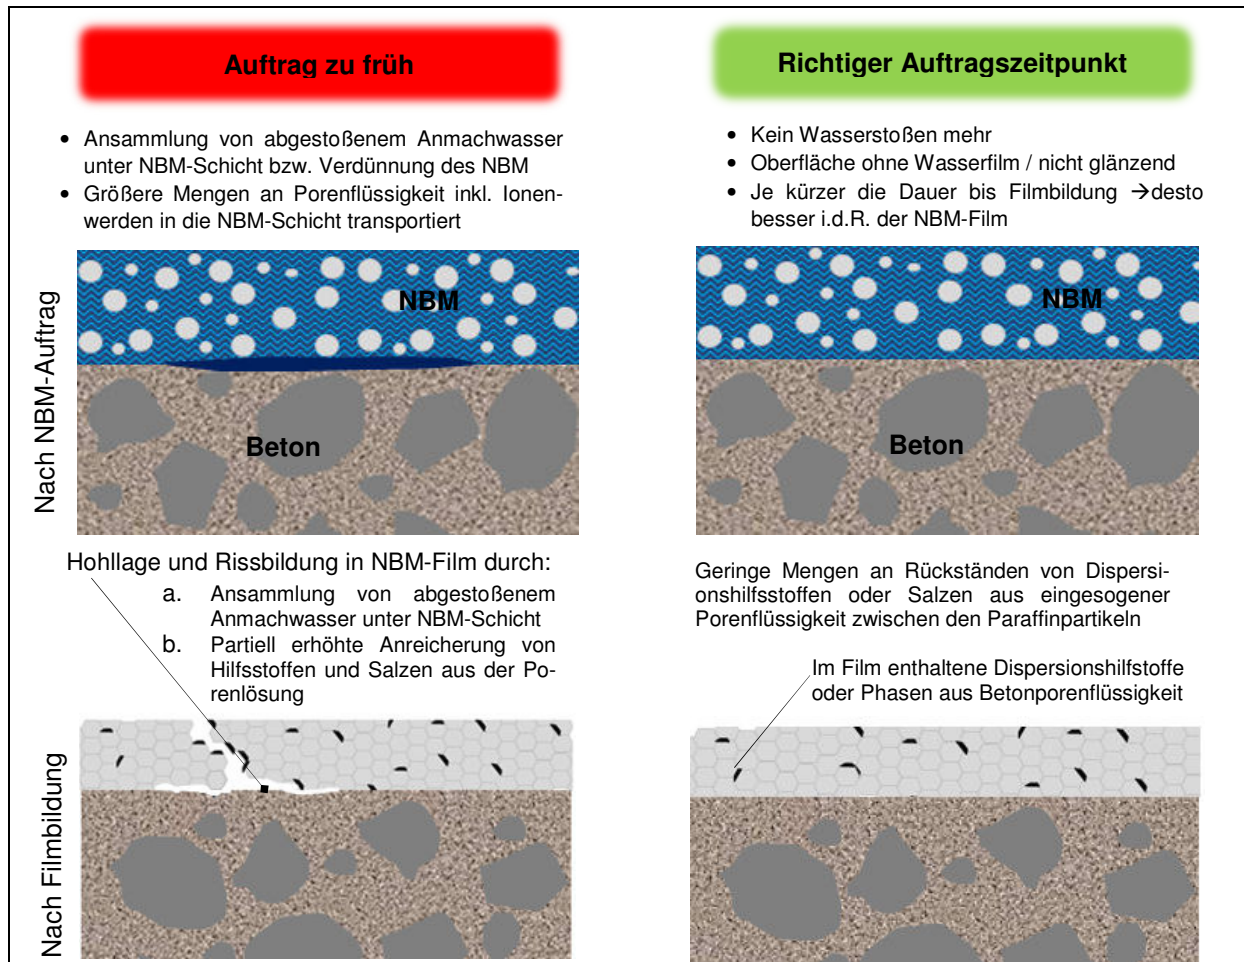 Auftrag zu früh
• Ansammlung von abgestoßenem Anmachwasser
unter NBM-Schicht bzw. Verdünnung des NBM
• Größere Mengen an Porenflüssigkeit inkl. Ionen-
werden in die NBM-Schicht transportiert
Richtiger Auftragszeitpunkt
• Kein Wasserstoßen mehr
• Oberfläche ohne Wasserfilm / nicht glänzend
• Je kürzer die Dauer bis Filmbildung →desto
besser i.d.R. der NBM-Film
Nach NBM-Auftrag
NBM
Beton
NBM
Beton
Hohllage und Rissbildung in NBM-Film durch:
a. Ansammlung von abgestoßenem
Anmachwasser unter NBM-Schicht
b. Partiell erhöhte Anreicherung von
Hilfsstoffen und Salzen aus der Po-
renlösung
Geringe Mengen an Rückständen von Dispersi-
onshilfsstoffen oder Salzen aus eingesogener
Porenflüssigkeit zwischen den Paraffinpartikeln
Im Film enthaltene Dispersionshilfstoffe
oder Phasen aus Betonporenflüssigkeit
Nach Filmbildung